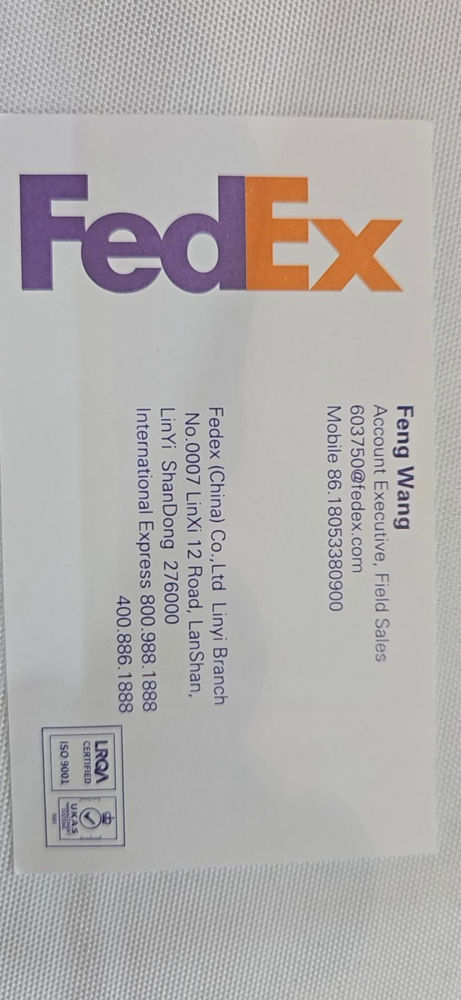 FedEx
Feng Wang
Account Executive, Field Sales
603750@fedex.com
Mobile 86.18053380900
Fedex (China) Co.,Ltd Linyi Branch
No.0007 LinXi 12 Road, LanShan,
LinYi ShanDong 276000
International Express 800.988.1888
400.886.1888
LRQA
CERTIFIED
ISO 9001
UKAS
MANAGEMENT
SYSTEMS